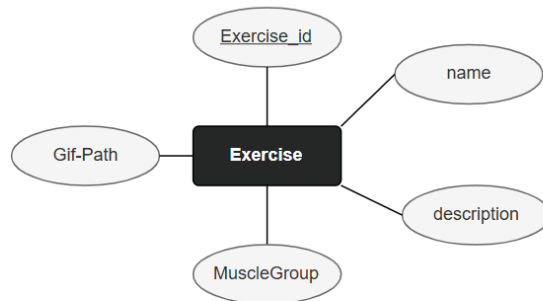 Exercise_id
name
Gif-Path
Exercise
description
MuscleGroup